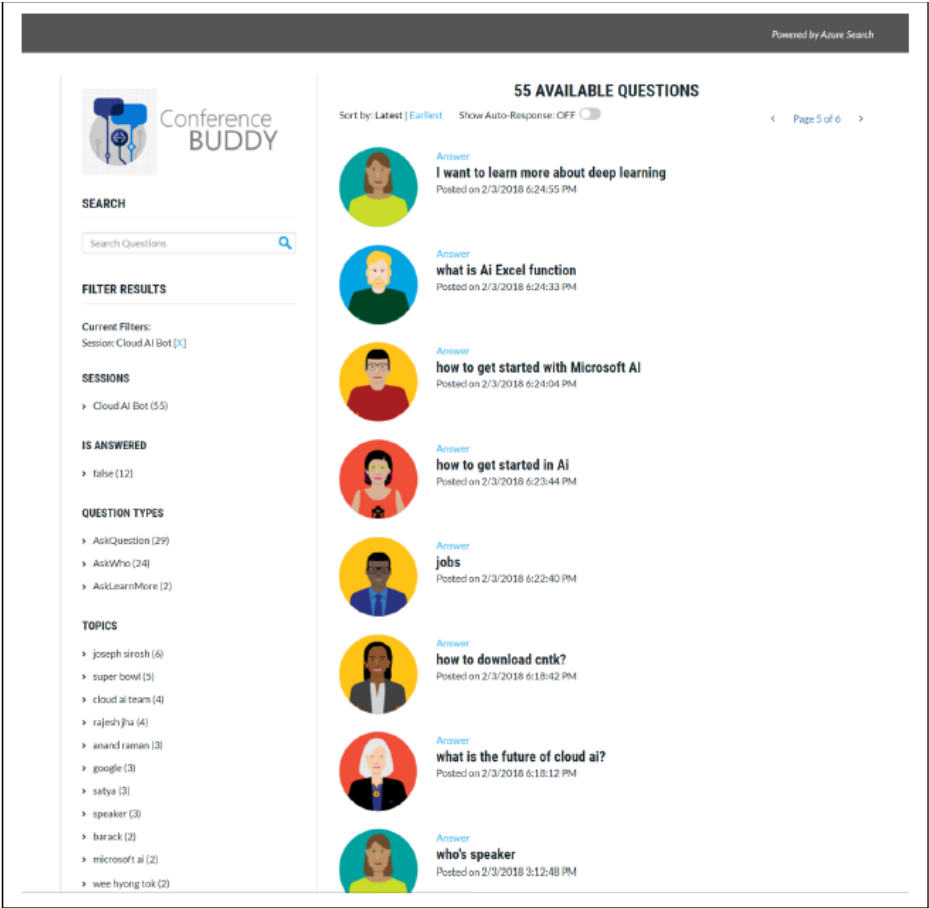 Powered by Azure Search
Conference
BUDDY
SEARCH
Search Questions
FILTER RESULTS
Current Filters:
Session: Cloud AI Bot [X]
SESSIONS
› Cloud AI Bot (55)
IS ANSWERED
› false (12)
QUESTION TYPES
› AskQuestion (29)
› AskWho (24)
› AskLearnMore (2)
TOPICS
› joseph sirosh (6)
› super bowl (5)
› cloud ai team (4)
› rajesh jha (4)
› anand raman (3)
› google (3)
› satya (3)
› speaker (3)
› barack (2)
› microsoft ai (2)
› wee hyong tok (2)
55 AVAILABLE QUESTIONS
Sort by: Latest | Earliest Show Auto-Response: OFF
‹ Page 5 of 6 ›
Answer
I want to learn more about deep learning
Posted on 2/3/2018 6:24:55 PM
Answer
what is Ai Excel function
Posted on 2/3/2018 6:24:33 PM
Answer
how to get started with Microsoft AI
Posted on 2/3/2018 6:24:04 PM
Answer
how to get started in Ai
Posted on 2/3/2018 6:23:44 PM
Answer
jobs
Posted on 2/3/2018 6:22:40 PM
Answer
how to download cntk?
Posted on 2/3/2018 6:18:42 PM
Answer
what is the future of cloud ai?
Posted on 2/3/2018 6:18:12 PM
Answer
who's speaker
Posted on 2/3/2018 3:12:48 PM